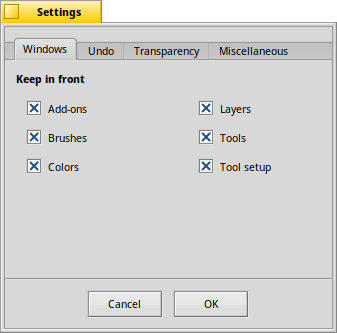 Settings
Windows Undo Transparency Miscellaneous
Keep in front
Add-ons Layers
Brushes Tools
Colors Tool setup
Cancel OK